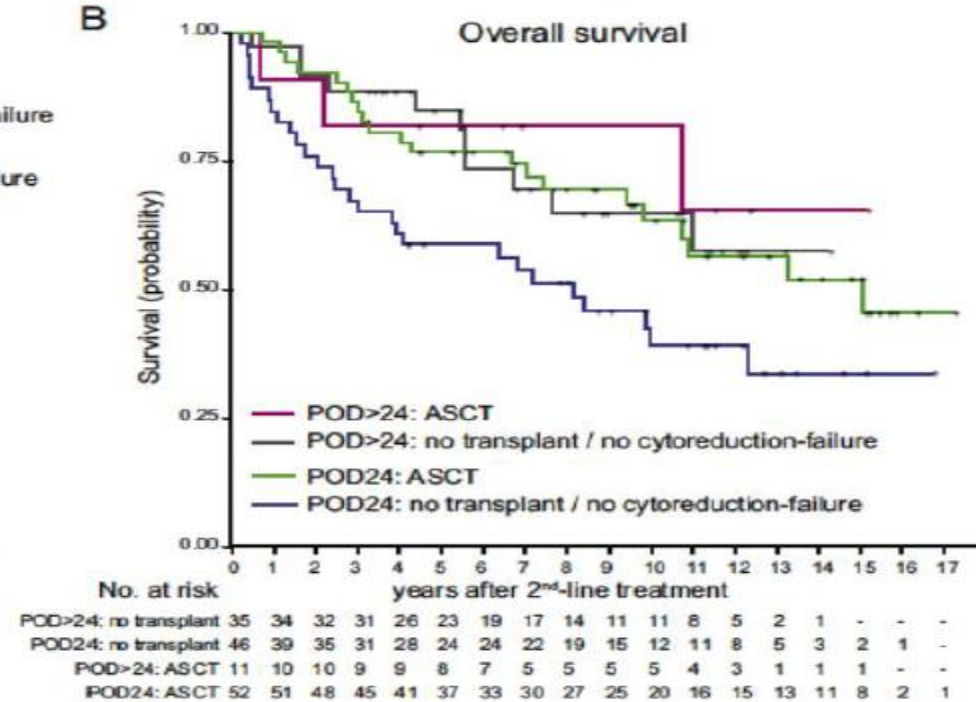 B
Overall survival
ilure
ure
1.00
0.75
0.50
0.25
0.00
Survival (probability)
POD>24: ASCT
POD>24: no transplant / no cytoreduction-failure
POD24: ASCT
POD24: no transplant / no cytoreduction-failure
0 1 2 3 4 5 6 7 8 9 10 11 12 13 14 15 16 17
No. at risk years after 2nd-line treatment
POD>24: no transplant 35 34 32 31 26 23 19 17 14 11 11 8 5 2 1 - - -
POD24: no transplant 46 39 35 31 28 24 24 22 19 15 12 11 8 5 3 2 1 -
POD>24: ASCT 11 10 10 9 9 8 7 5 5 5 5 4 3 1 1 1 - -
POD24: ASCT 52 51 48 45 41 37 33 30 27 25 20 16 15 13 11 8 2 1